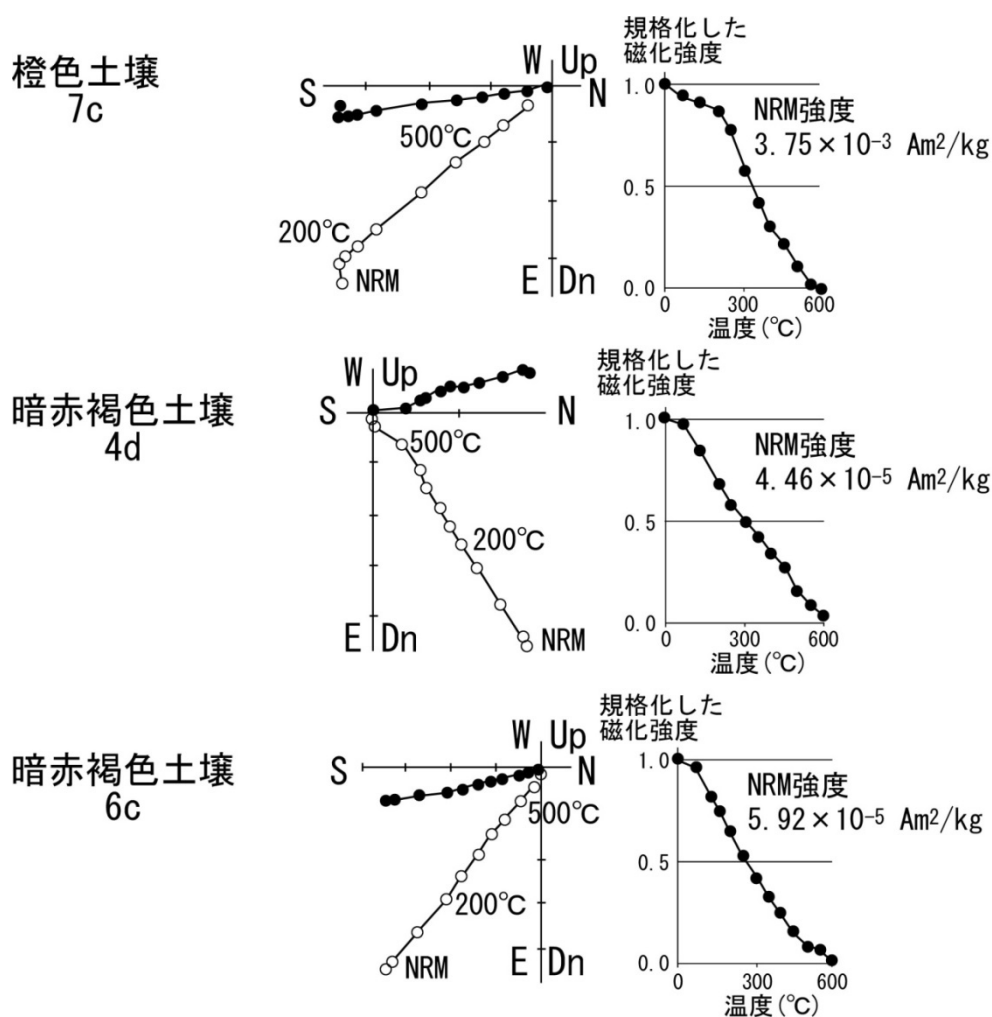 橙色土壌
7c
W Up
S
N
500℃
200℃
NRM
E Dn
規格化した
磁化強度
1.0
NRM強度
3.75×10⁻³ Am²/kg
0.5
0.0
0
300
600
温度(℃)
暗赤褐色土壌
4d
W Up
S
N
500℃
200℃
NRM
E Dn
規格化した
磁化強度
1.0
NRM強度
4.46×10⁻⁵ Am²/kg
0.5
0.0
0
300
600
温度(℃)
暗赤褐色土壌
6c
W Up
S
N
500℃
200℃
NRM
E Dn
規格化した
磁化強度
1.0
NRM強度
5.92×10⁻⁵ Am²/kg
0.5
0.0
0
300
600
温度(℃)